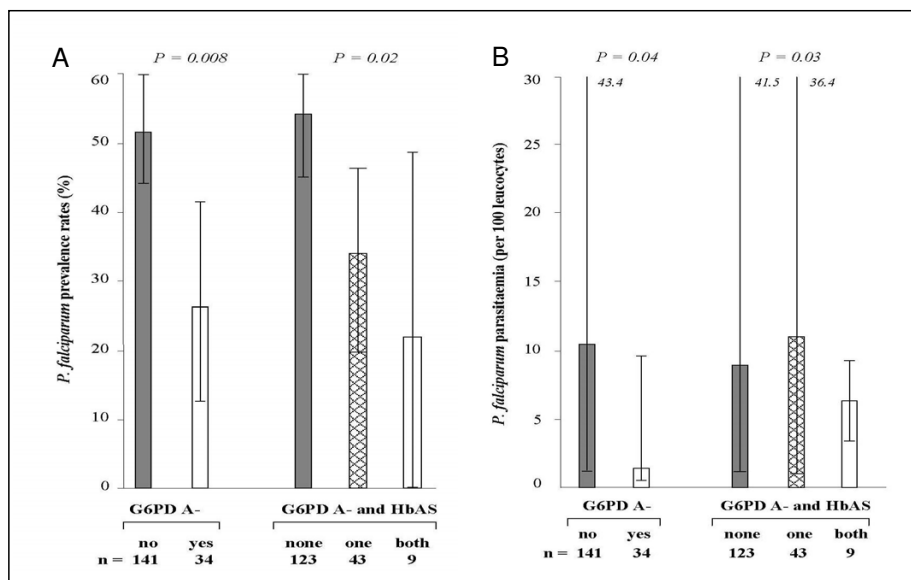 A
P = 0.008 P = 0.02
P. falciparum prevalence rates (%)
60
50
40
30
20
10
0
G6PD A- G6PD A- and HbAS
no yes none one both
n = 141 34 123 43 9
B
P = 0.04 P = 0.03
43.4 41.5 36.4
P. falciparum parasitaemia (per 100 leucocytes)
30
25
20
15
10
5
0
G6PD A- G6PD A- and HbAS
no yes none one both
n = 141 34 123 43 9